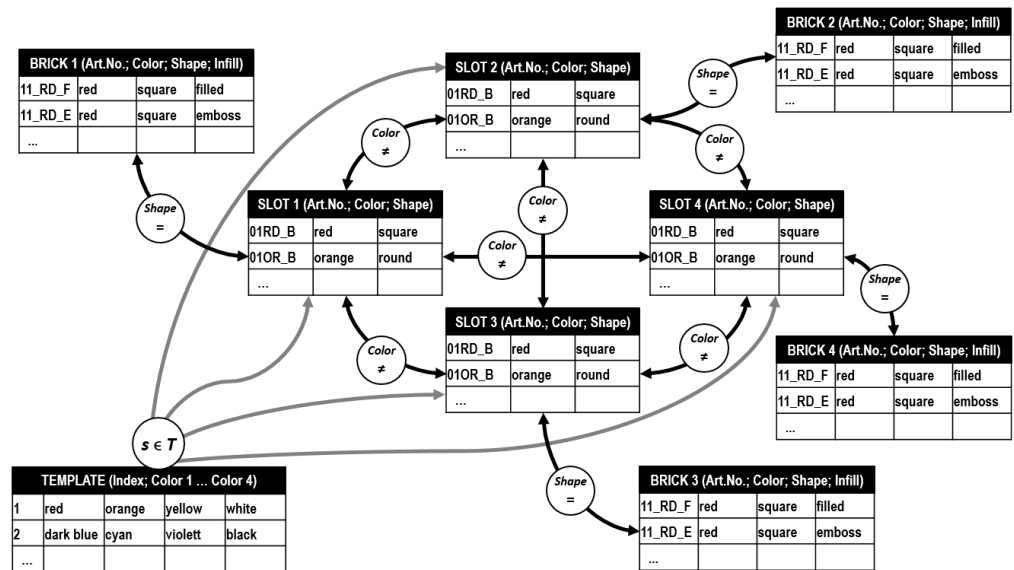 BRICK 2 (Art.No.; Color; Shape; Infill)
11_RD_F red square filled
11_RD_E red square emboss
...
BRICK 1 (Art.No.; Color; Shape; Infill)
11_RD_F red square filled
11_RD_E red square emboss
...
SLOT 2 (Art.No.; Color; Shape)
01RD_B red square
01OR_B orange round
...
Shape
=
Color
≠
Color
≠
Shape
=
Color
≠
SLOT 1 (Art.No.; Color; Shape)
01RD_B red square
01OR_B orange round
...
Color
≠
SLOT 4 (Art.No.; Color; Shape)
01RD_B red square
01OR_B orange round
...
Shape
=
SLOT 3 (Art.No.; Color; Shape)
01RD_B red square
01OR_B orange round
...
Color
≠
Color
≠
BRICK 4 (Art.No.; Color; Shape; Infill)
11_RD_F red square filled
11_RD_E red square emboss
...
s ∈ T
TEMPLATE (Index; Color 1 ... Color 4)
1 red orange yellow white
2 dark blue cyan violett black
...
Shape
=
BRICK 3 (Art.No.; Color; Shape; Infill)
11_RD_F red square filled
11_RD_E red square emboss
...